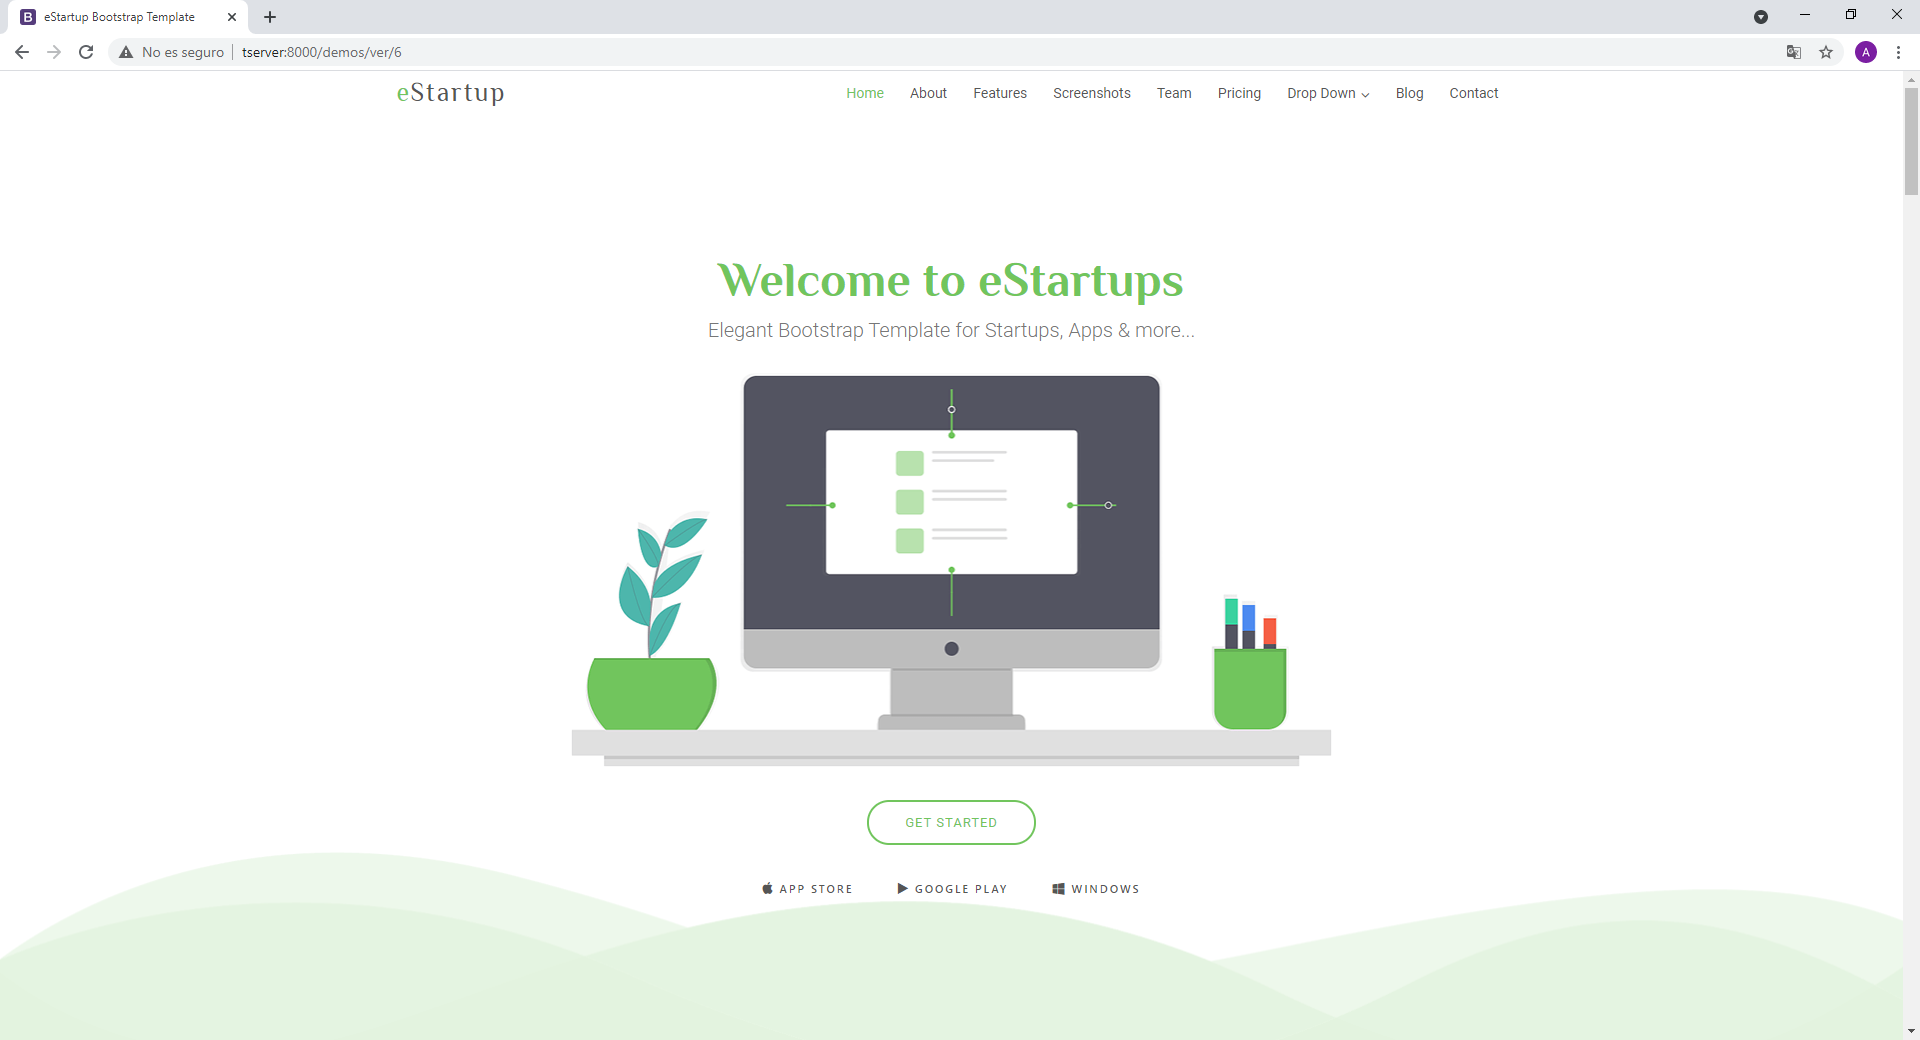 eStartup Bootstrap Template
No es seguro tserver:8000/demos/ver/6
A
eStartup
Home About Features Screenshots Team Pricing Drop Down Blog Contact
Welcome to eStartups
Elegant Bootstrap Template for Startups, Apps & more...
GET STARTED
APP STORE GOOGLE PLAY WINDOWS